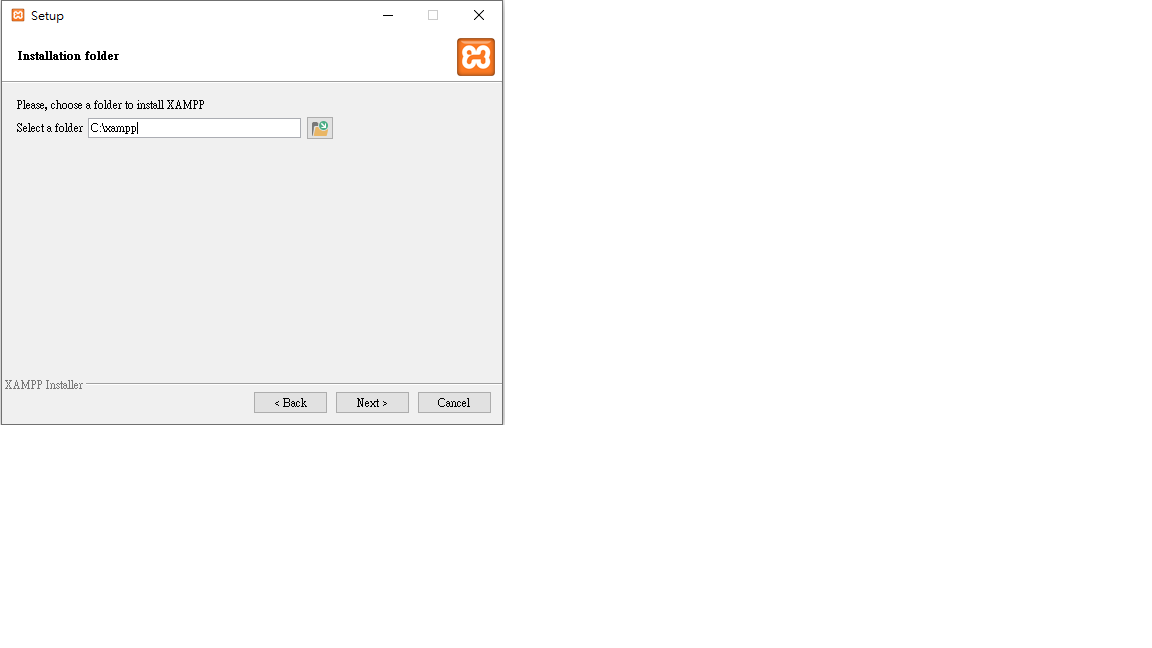 Setup
Installation folder
Please, choose a folder to install XAMPP
Select a folder C:\xampp
XAMPP Installer
< Back Next > Cancel